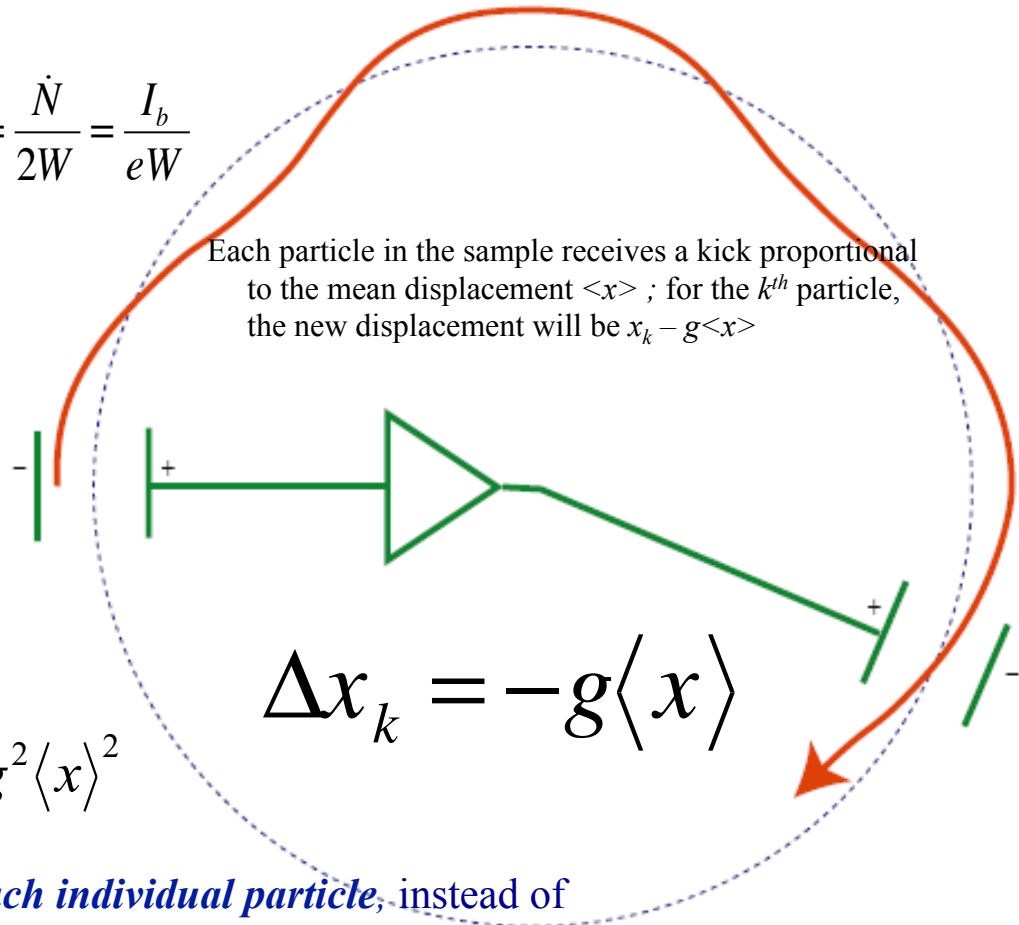 = Ṅ/2W = I_b/eW
Each particle in the sample receives a kick proportional
to the mean displacement <x> ; for the k^th particle,
the new displacement will be x_k – g<x>
− +
+
−
Δx_k = −g⟨x⟩
g²⟨x⟩²
ach individual particle, instead of